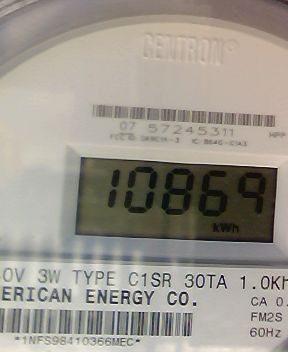 CENTRON®
07 57245311
10869
kWh
.0V 3W TYPE C1SR 30TA 1.0Kh
ERICAN ENERGY CO.
CA 0.
FM2S
60Hz
*1NFS98410366MEC*